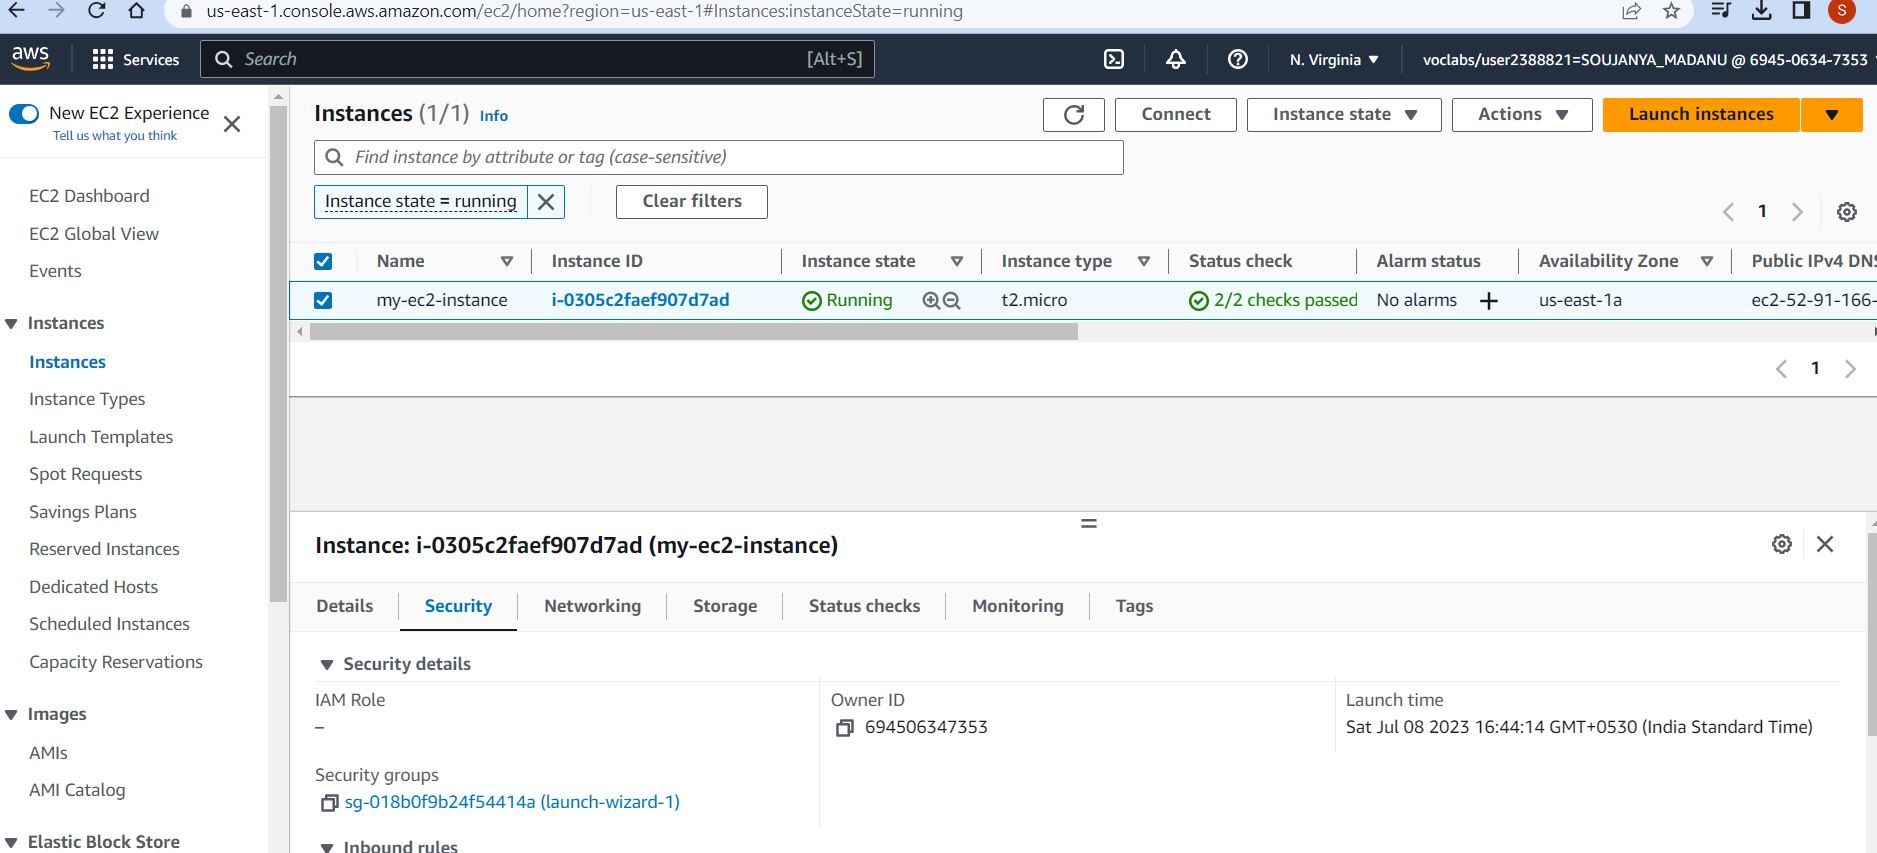 us-east-1.console.aws.amazon.com/ec2/home?region=us-east-1#Instances:instanceState=running
S
aws
Services
Search
[Alt+S]
N. Virginia
voclabs/user2388821=SOUJANYA_MADANU @ 6945-0634-7353
New EC2 Experience
Tell us what you think
EC2 Dashboard
EC2 Global View
Events
Instances
Instances
Instance Types
Launch Templates
Spot Requests
Savings Plans
Reserved Instances
Dedicated Hosts
Scheduled Instances
Capacity Reservations
Images
AMIs
AMI Catalog
Elastic Block Store
Instances (1/1) Info
Connect
Instance state
Actions
Launch instances
Find instance by attribute or tag (case-sensitive)
Instance state = running
Clear filters
1
Name Instance ID Instance state Instance type Status check Alarm status Availability Zone Public IPv4 DNS
my-ec2-instance i-0305c2faef907d7ad Running t2.micro 2/2 checks passed No alarms + us-east-1a ec2-52-91-166-
1
Instance: i-0305c2faef907d7ad (my-ec2-instance)
Details Security Networking Storage Status checks Monitoring Tags
Security details
IAM Role
–
Owner ID
694506347353
Launch time
Sat Jul 08 2023 16:44:14 GMT+0530 (India Standard Time)
Security groups
sg-018b0f9b24f54414a (launch-wizard-1)
Inbound rules